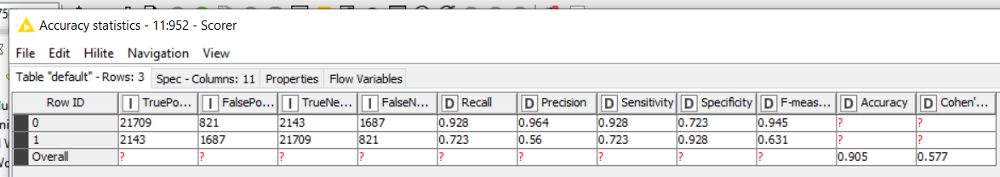 Accuracy statistics - 11:952 - Scorer
File Edit Hilite Navigation View
Table "default" - Rows: 3 Spec - Columns: 11 Properties Flow Variables
Row ID I TruePo... I FalsePo... I TrueNe... I FalseN... D Recall D Precision D Sensitivity D Specificity D F-meas... D Accuracy D Cohen'...
0 21709 821 2143 1687 0.928 0.964 0.928 0.723 0.945 ? ?
1 2143 1687 21709 821 0.723 0.56 0.723 0.928 0.631 ? ?
Overall ? ? ? ? ? ? ? ? ? 0.905 0.577